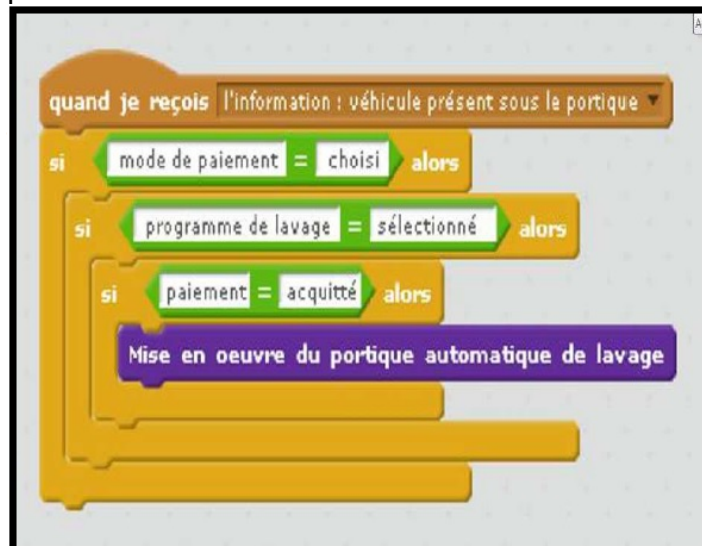 A
quand je reçois l'information : véhicule présent sous le portique
si mode de paiement = choisi alors
si programme de lavage = sélectionné alors
si paiement = acquitté alors
Mise en oeuvre du portique automatique de lavage